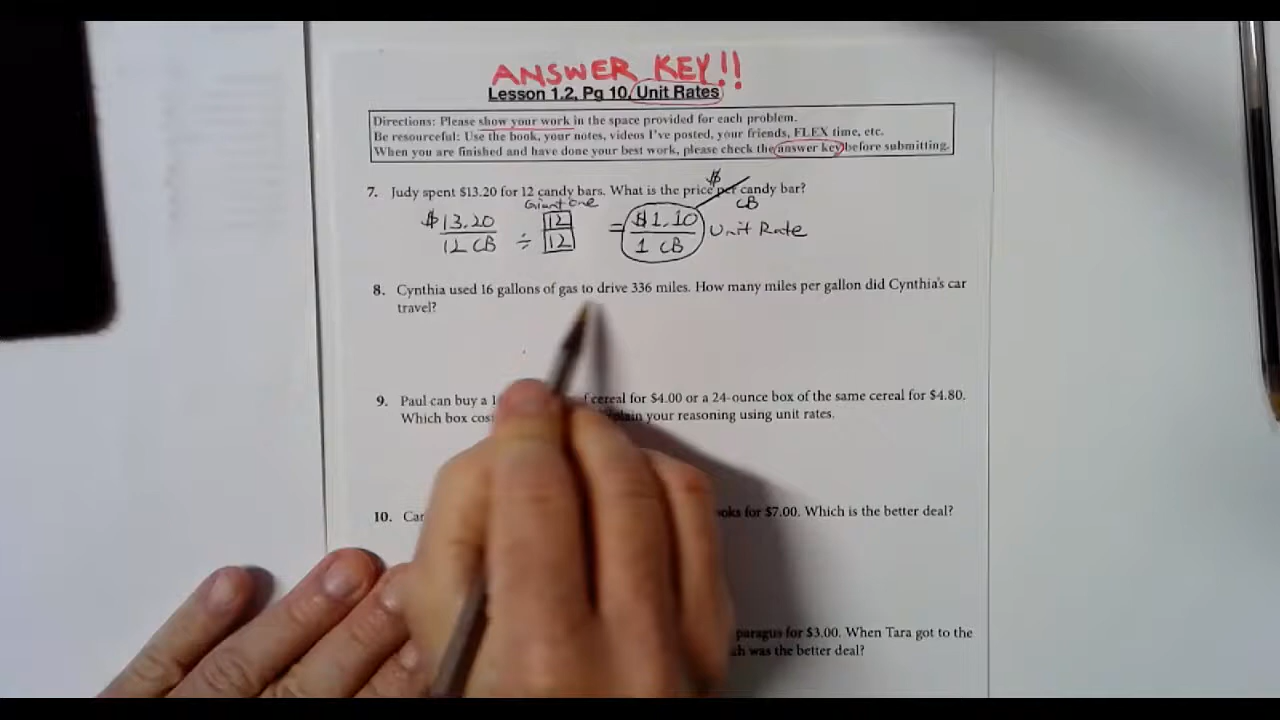 ANSWER KEY!!
Lesson 1.2, Pg 10, Unit Rates
Directions: Please show your work in the space provided for each problem.
Be resourceful: Use the book, your notes, videos I've posted, your friends, FLEX time, etc.
When you are finished and have done your best work, please check the answer key before submitting.
7. Judy spent $13.20 for 12 candy bars. What is the price per candy bar?
$
CB
Giant one
$13.20 12 = $1.10 Unit Rate
12 CB ÷ 12 1 CB
8. Cynthia used 16 gallons of gas to drive 336 miles. How many miles per gallon did Cynthia's car
travel?
9. Paul can buy a cereal for $4.00 or a 24-ounce box of the same cereal for $4.80.
Which box your reasoning using unit rates.
10. for $7.00. Which is the better deal?
for $3.00. When Tara got to the
was the better deal?